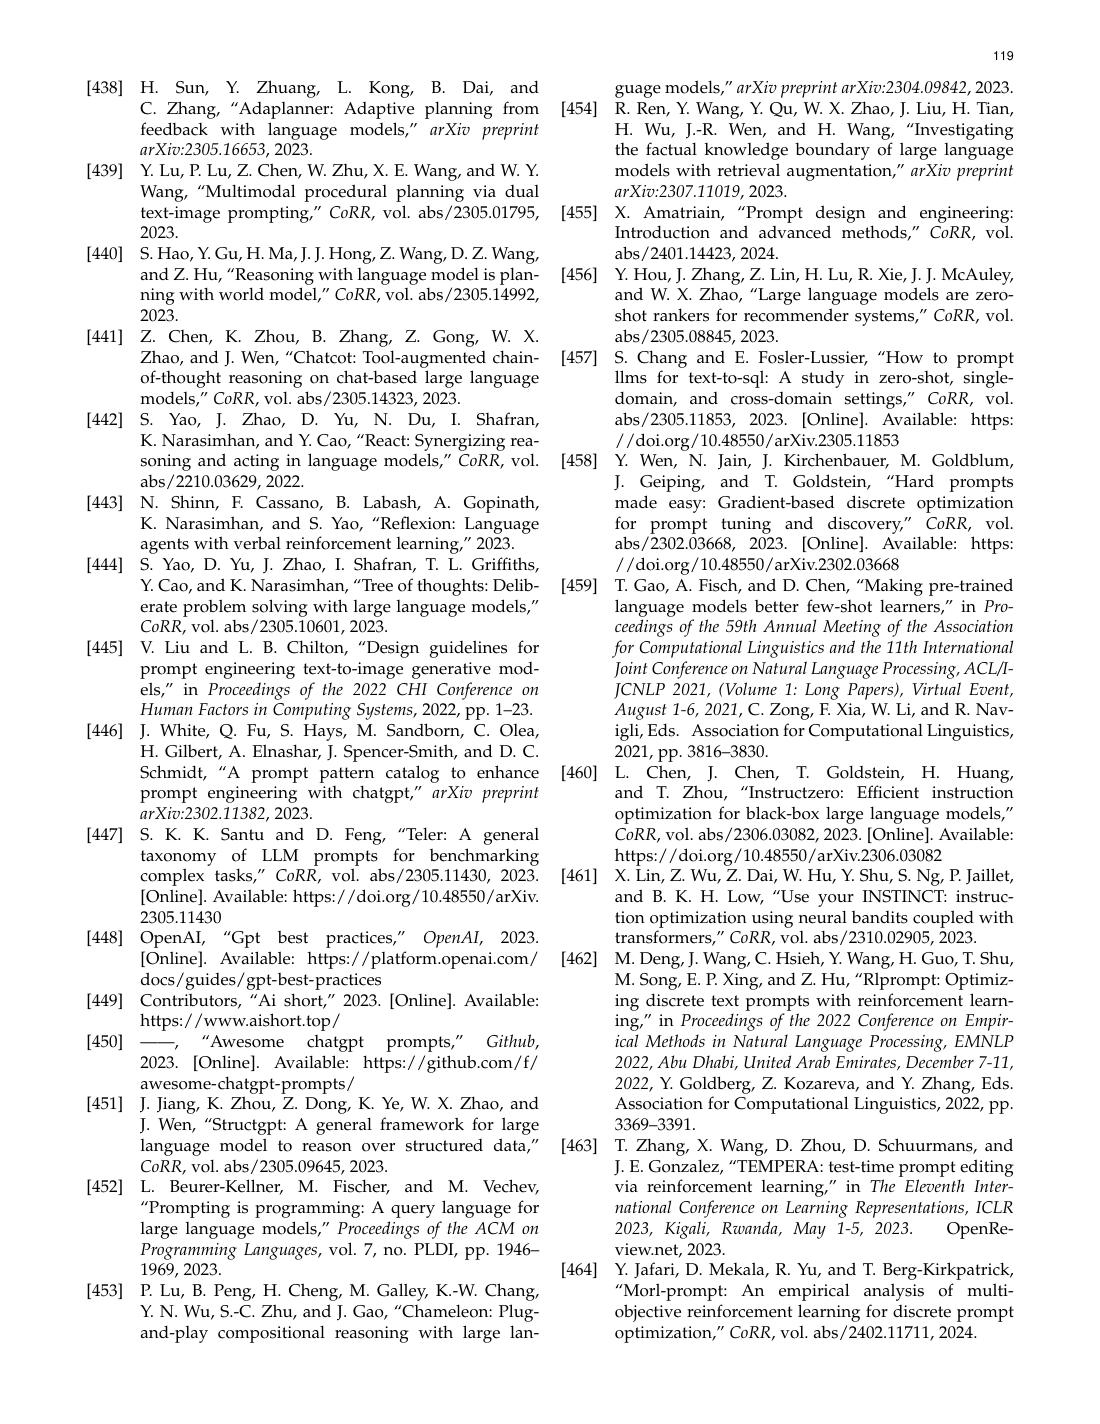 119
[438] H. Sun, Y. Zhuang, L. Kong, B. Dai, and
C. Zhang, “Adaplanner: Adaptive planning from
feedback with language models,” arXiv preprint
arXiv:2305.16653, 2023.
[439] Y. Lu, P. Lu, Z. Chen, W. Zhu, X. E. Wang, and W. Y.
Wang, “Multimodal procedural planning via dual
text-image prompting,” CoRR, vol. abs/2305.01795,
2023.
[440] S. Hao, Y. Gu, H. Ma, J. J. Hong, Z. Wang, D. Z. Wang,
and Z. Hu, “Reasoning with language model is plan-
ning with world model,” CoRR, vol. abs/2305.14992,
2023.
[441] Z. Chen, K. Zhou, B. Zhang, Z. Gong, W. X.
Zhao, and J. Wen, “Chatcot: Tool-augmented chain-
of-thought reasoning on chat-based large language
models,” CoRR, vol. abs/2305.14323, 2023.
[442] S. Yao, J. Zhao, D. Yu, N. Du, I. Shafran,
K. Narasimhan, and Y. Cao, “React: Synergizing rea-
soning and acting in language models,” CoRR, vol.
abs/2210.03629, 2022.
[443] N. Shinn, F. Cassano, B. Labash, A. Gopinath,
K. Narasimhan, and S. Yao, “Reflexion: Language
agents with verbal reinforcement learning,” 2023.
[444] S. Yao, D. Yu, J. Zhao, I. Shafran, T. L. Griffiths,
Y. Cao, and K. Narasimhan, “Tree of thoughts: Delib-
erate problem solving with large language models,”
CoRR, vol. abs/2305.10601, 2023.
[445] V. Liu and L. B. Chilton, “Design guidelines for
prompt engineering text-to-image generative mod-
els,” in Proceedings of the 2022 CHI Conference on
Human Factors in Computing Systems, 2022, pp. 1–23.
[446] J. White, Q. Fu, S. Hays, M. Sandborn, C. Olea,
H. Gilbert, A. Elnashar, J. Spencer-Smith, and D. C.
Schmidt, “A prompt pattern catalog to enhance
prompt engineering with chatgpt,” arXiv preprint
arXiv:2302.11382, 2023.
[447] S. K. K. Santu and D. Feng, “Teler: A general
taxonomy of LLM prompts for benchmarking
complex tasks,” CoRR, vol. abs/2305.11430, 2023.
[Online]. Available: https://doi.org/10.48550/arXiv.
2305.11430
[448] OpenAI, “Gpt best practices,” OpenAI, 2023.
[Online]. Available: https://platform.openai.com/
docs/guides/gpt-best-practices
[449] Contributors, “Ai short,” 2023. [Online]. Available:
https://www.aishort.top/
[450] ——, “Awesome chatgpt prompts,” Github,
2023. [Online]. Available: https://github.com/f/
awesome-chatgpt-prompts/
[451] J. Jiang, K. Zhou, Z. Dong, K. Ye, W. X. Zhao, and
J. Wen, “Structgpt: A general framework for large
language model to reason over structured data,”
CoRR, vol. abs/2305.09645, 2023.
[452] L. Beurer-Kellner, M. Fischer, and M. Vechev,
“Prompting is programming: A query language for
large language models,” Proceedings of the ACM on
Programming Languages, vol. 7, no. PLDI, pp. 1946–
1969, 2023.
[453] P. Lu, B. Peng, H. Cheng, M. Galley, K.-W. Chang,
Y. N. Wu, S.-C. Zhu, and J. Gao, “Chameleon: Plug-
and-play compositional reasoning with large lan-
guage models,” arXiv preprint arXiv:2304.09842, 2023.
[454] R. Ren, Y. Wang, Y. Qu, W. X. Zhao, J. Liu, H. Tian,
H. Wu, J.-R. Wen, and H. Wang, “Investigating
the factual knowledge boundary of large language
models with retrieval augmentation,” arXiv preprint
arXiv:2307.11019, 2023.
[455] X. Amatriain, “Prompt design and engineering:
Introduction and advanced methods,” CoRR, vol.
abs/2401.14423, 2024.
[456] Y. Hou, J. Zhang, Z. Lin, H. Lu, R. Xie, J. J. McAuley,
and W. X. Zhao, “Large language models are zero-
shot rankers for recommender systems,” CoRR, vol.
abs/2305.08845, 2023.
[457] S. Chang and E. Fosler-Lussier, “How to prompt
llms for text-to-sql: A study in zero-shot, single-
domain, and cross-domain settings,” CoRR, vol.
abs/2305.11853, 2023. [Online]. Available: https:
//doi.org/10.48550/arXiv.2305.11853
[458] Y. Wen, N. Jain, J. Kirchenbauer, M. Goldblum,
J. Geiping, and T. Goldstein, “Hard prompts
made easy: Gradient-based discrete optimization
for prompt tuning and discovery,” CoRR, vol.
abs/2302.03668, 2023. [Online]. Available: https:
//doi.org/10.48550/arXiv.2302.03668
[459] T. Gao, A. Fisch, and D. Chen, “Making pre-trained
language models better few-shot learners,” in Pro-
ceedings of the 59th Annual Meeting of the Association
for Computational Linguistics and the 11th International
Joint Conference on Natural Language Processing, ACL/I-
JCNLP 2021, (Volume 1: Long Papers), Virtual Event,
August 1-6, 2021, C. Zong, F. Xia, W. Li, and R. Nav-
igli, Eds. Association for Computational Linguistics,
2021, pp. 3816–3830.
[460] L. Chen, J. Chen, T. Goldstein, H. Huang,
and T. Zhou, “Instructzero: Efficient instruction
optimization for black-box large language models,”
CoRR, vol. abs/2306.03082, 2023. [Online]. Available:
https://doi.org/10.48550/arXiv.2306.03082
[461] X. Lin, Z. Wu, Z. Dai, W. Hu, Y. Shu, S. Ng, P. Jaillet,
and B. K. H. Low, “Use your INSTINCT: instruc-
tion optimization using neural bandits coupled with
transformers,” CoRR, vol. abs/2310.02905, 2023.
[462] M. Deng, J. Wang, C. Hsieh, Y. Wang, H. Guo, T. Shu,
M. Song, E. P. Xing, and Z. Hu, “Rlprompt: Optimiz-
ing discrete text prompts with reinforcement learn-
ing,” in Proceedings of the 2022 Conference on Empir-
ical Methods in Natural Language Processing, EMNLP
2022, Abu Dhabi, United Arab Emirates, December 7-11,
2022, Y. Goldberg, Z. Kozareva, and Y. Zhang, Eds.
Association for Computational Linguistics, 2022, pp.
3369–3391.
[463] T. Zhang, X. Wang, D. Zhou, D. Schuurmans, and
J. E. Gonzalez, “TEMPERA: test-time prompt editing
via reinforcement learning,” in The Eleventh Inter-
national Conference on Learning Representations, ICLR
2023, Kigali, Rwanda, May 1-5, 2023. OpenRe-
view.net, 2023.
[464] Y. Jafari, D. Mekala, R. Yu, and T. Berg-Kirkpatrick,
“Morl-prompt: An empirical analysis of multi-
objective reinforcement learning for discrete prompt
optimization,” CoRR, vol. abs/2402.11711, 2024.